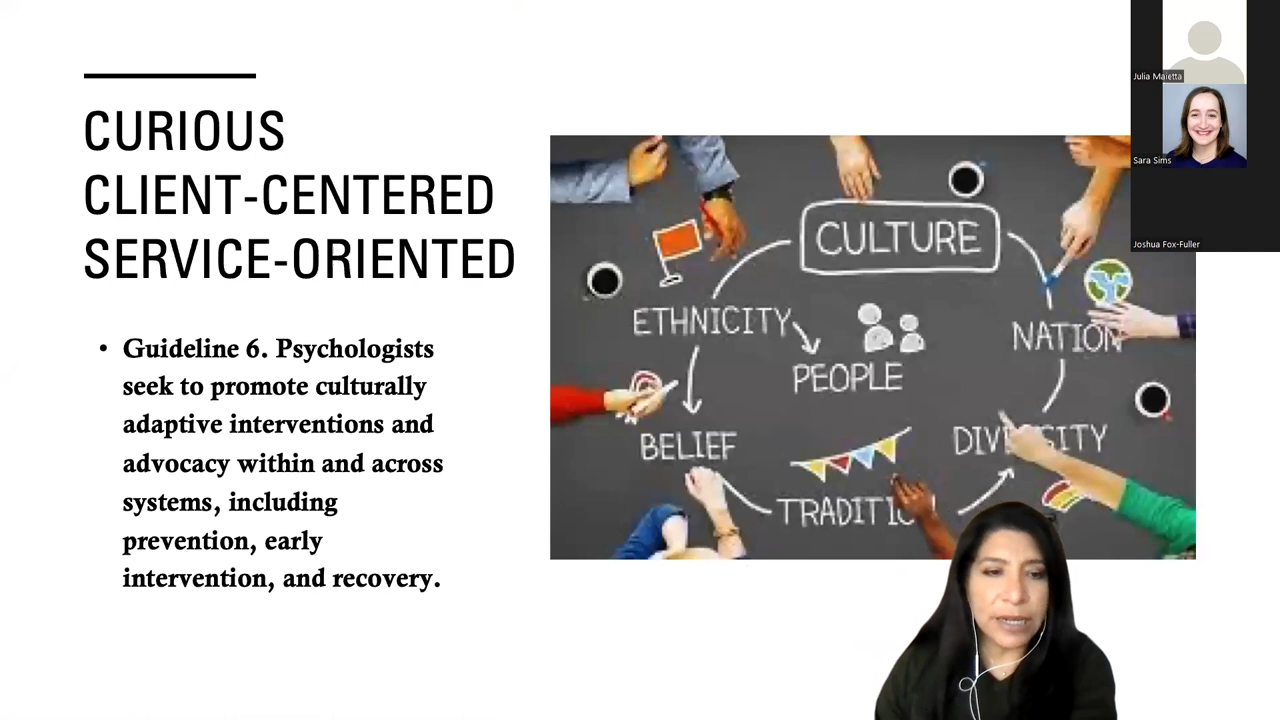 CURIOUS
CLIENT-CENTERED
SERVICE-ORIENTED
• Guideline 6. Psychologists
seek to promote culturally
adaptive interventions and
advocacy within and across
systems, including
prevention, early
intervention, and recovery.
CULTURE
ETHNICITY
NATION
PEOPLE
BELIEF
DIVERSITY
TRADITIO
Julia Maietta
Sara Sims
Joshua Fox-Fuller